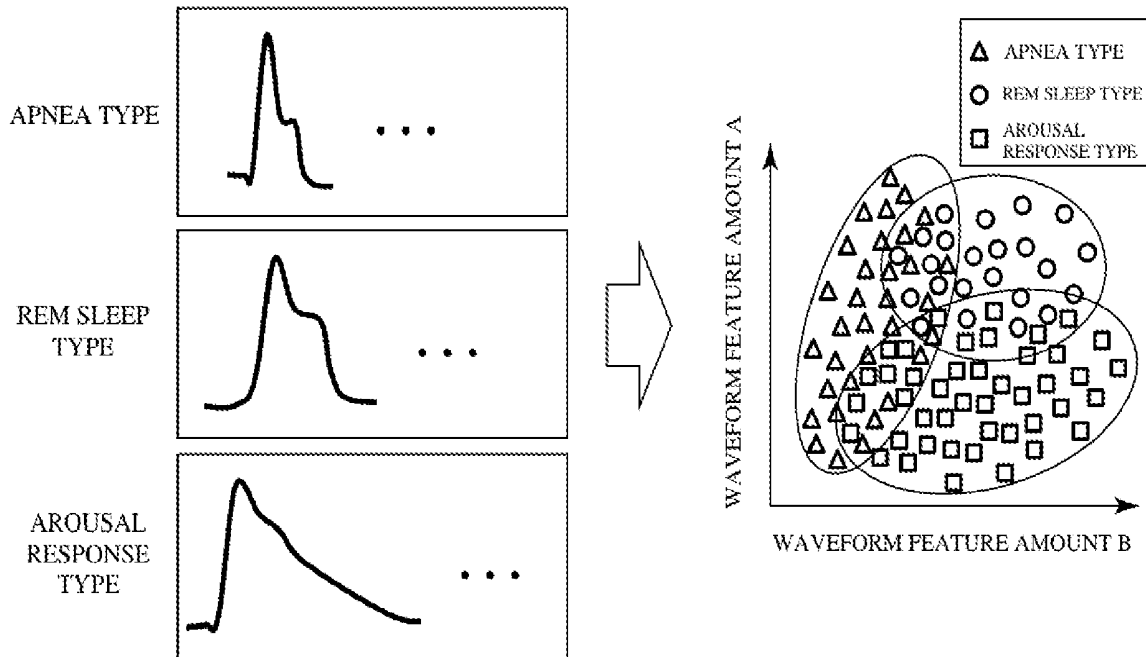 APNEA TYPE
REM SLEEP
TYPE
AROUSAL
RESPONSE
TYPE
APNEA TYPE
REM SLEEP TYPE
AROUSAL
RESPONSE TYPE
WAVEFORM FEATURE AMOUNT A
WAVEFORM FEATURE AMOUNT B